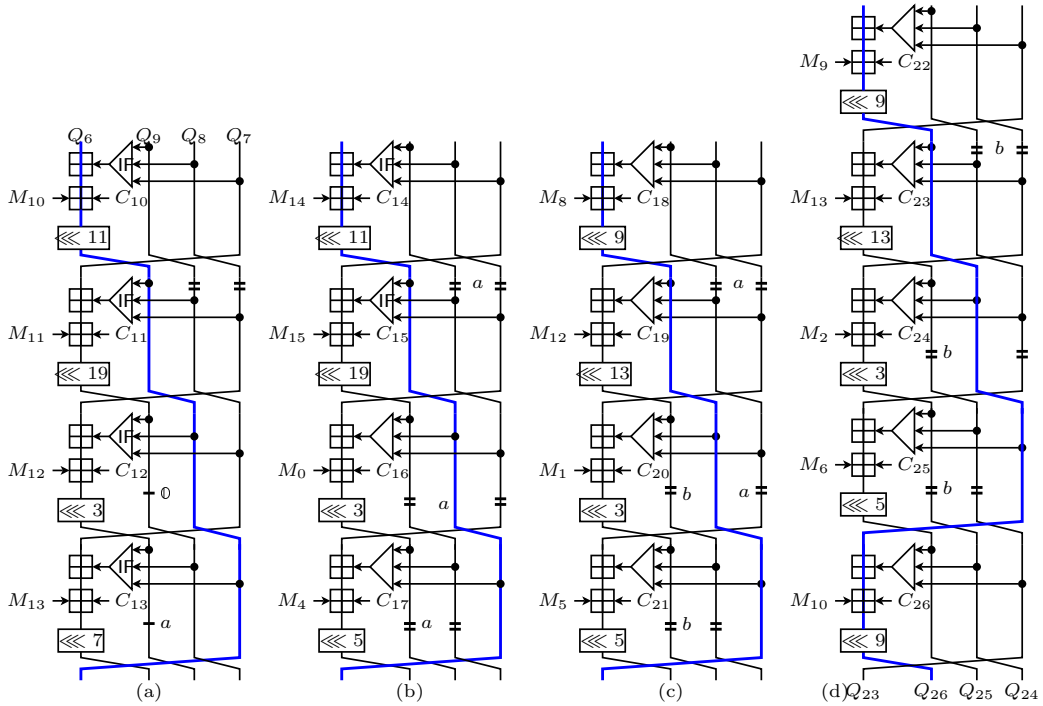 M₉ C₂₂
⋘ 9
b
Q₆ Q₉ Q₈ Q₇
IF IF
M₁₀ C₁₀ M₁₄ C₁₄ M₈ C₁₈ M₁₃ C₂₃
⋘ 11 ⋘ 11 ⋘ 9 ⋘ 13
a a
IF IF
M₁₁ C₁₁ M₁₅ C₁₅ M₁₂ C₁₉ M₂ C₂₄
b
⋘ 19 ⋘ 19 ⋘ 13 ⋘ 3
IF
M₁₂ C₁₂ M₀ C₁₆ M₁ C₂₀ M₆ C₂₅
𝟘 a b a b
⋘ 3 ⋘ 3 ⋘ 3 ⋘ 5
IF
M₁₃ C₁₃ M₄ C₁₇ M₅ C₂₁ M₁₀ C₂₆
a a b
⋘ 7 ⋘ 5 ⋘ 5 ⋘ 9
(a) (b) (c) (d) Q₂₃ Q₂₆ Q₂₅ Q₂₄